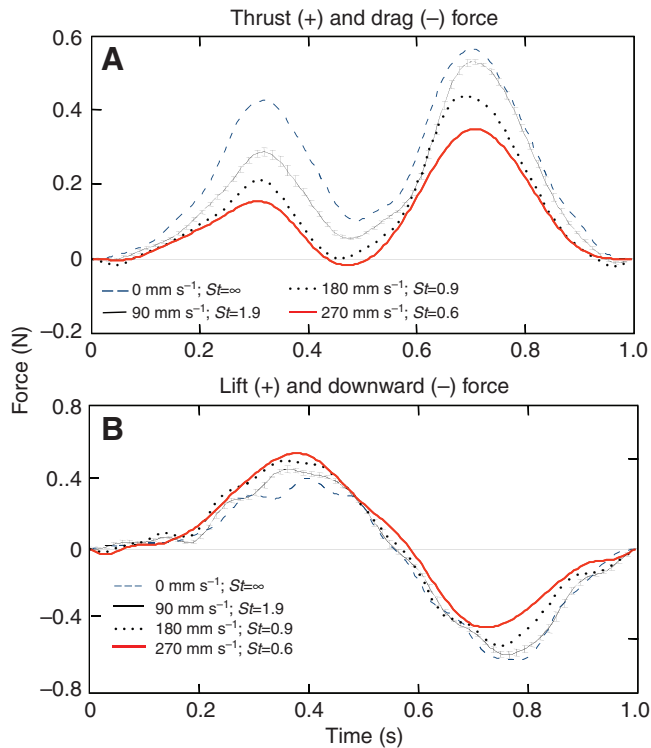 Thrust (+) and drag (–) force
A
0.6
0.4
0.2
0
–0.2
0 mm s⁻¹; St=∞
180 mm s⁻¹; St=0.9
90 mm s⁻¹; St=1.9
270 mm s⁻¹; St=0.6
0 0.2 0.4 0.6 0.8 1.0
Force (N)
Lift (+) and downward (–) force
B
0.8
0.4
0
–0.4
–0.8
0 mm s⁻¹; St=∞
90 mm s⁻¹; St=1.9
180 mm s⁻¹; St=0.9
270 mm s⁻¹; St=0.6
0 0.2 0.4 0.6 0.8 1.0
Time (s)